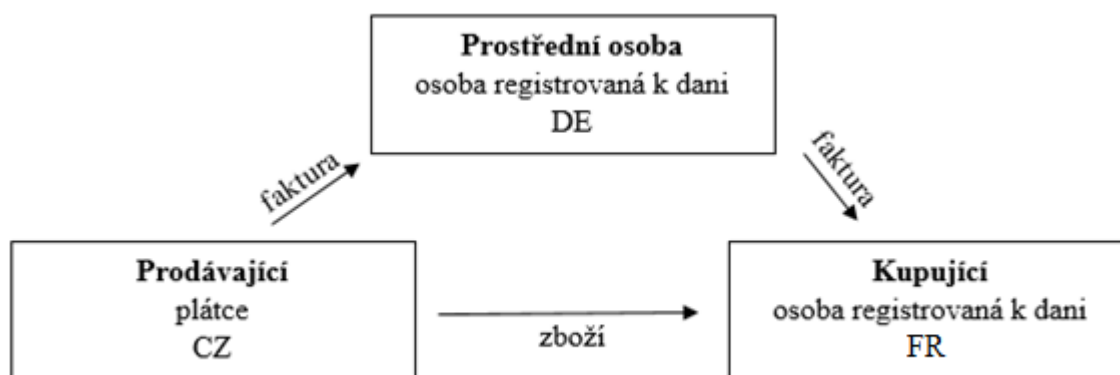 Prostřední osoba
osoba registrovaná k dani
DE
faktura
faktura
Prodávající
plátce
CZ
zboží
Kupující
osoba registrovaná k dani
FR